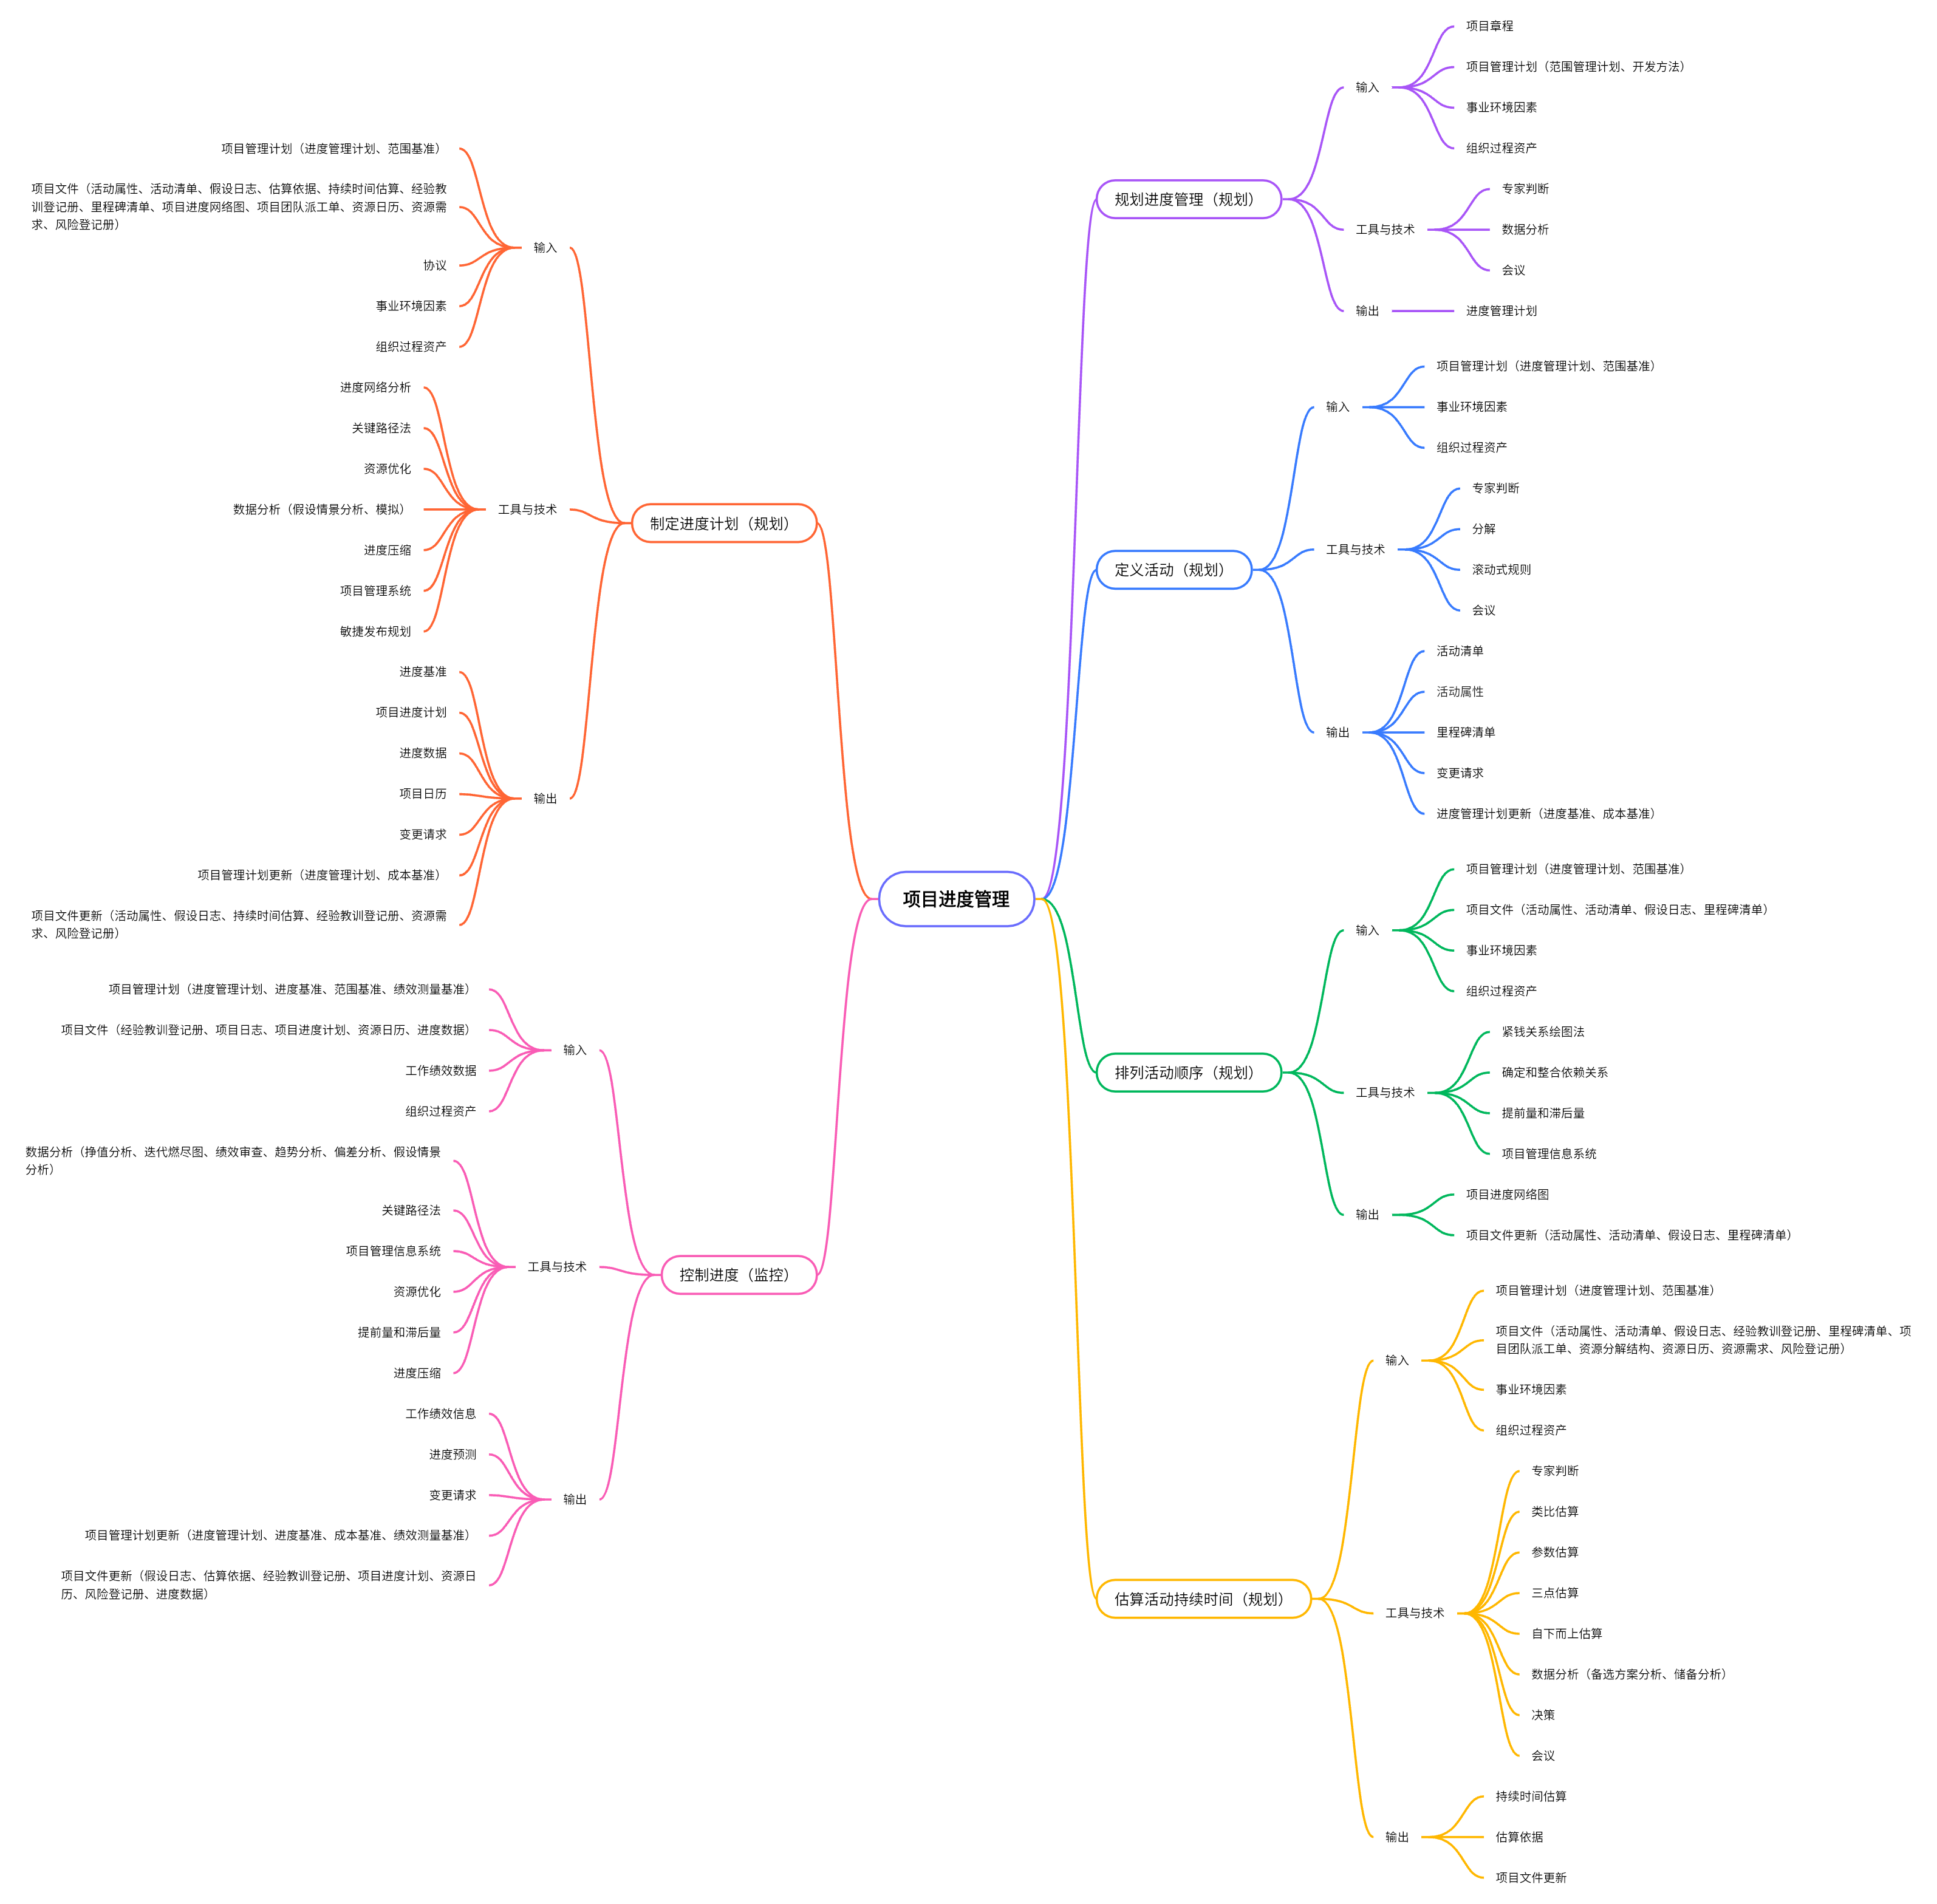 项目进度管理
规划进度管理（规划）
输入
项目章程
项目管理计划（范围管理计划、开发方法）
事业环境因素
组织过程资产
工具与技术
专家判断
数据分析
会议
输出
进度管理计划
定义活动（规划）
输入
项目管理计划（进度管理计划、范围基准）
事业环境因素
组织过程资产
工具与技术
专家判断
分解
滚动式规则
会议
输出
活动清单
活动属性
里程碑清单
变更请求
进度管理计划更新（进度基准、成本基准）
排列活动顺序（规划）
输入
项目管理计划（进度管理计划、范围基准）
项目文件（活动属性、活动清单、假设日志、里程碑清单）
事业环境因素
组织过程资产
工具与技术
紧钱关系绘图法
确定和整合依赖关系
提前量和滞后量
项目管理信息系统
输出
项目进度网络图
项目文件更新（活动属性、活动清单、假设日志、里程碑清单）
估算活动持续时间（规划）
输入
项目管理计划（进度管理计划、范围基准）
项目文件（活动属性、活动清单、假设日志、经验教训登记册、里程碑清单、项
目团队派工单、资源分解结构、资源日历、资源需求、风险登记册）
事业环境因素
组织过程资产
工具与技术
专家判断
类比估算
参数估算
三点估算
自下而上估算
数据分析（备选方案分析、储备分析）
决策
会议
输出
持续时间估算
估算依据
项目文件更新
制定进度计划（规划）
输入
项目管理计划（进度管理计划、范围基准）
项目文件（活动属性、活动清单、假设日志、估算依据、持续时间估算、经验教
训登记册、里程碑清单、项目进度网络图、项目团队派工单、资源日历、资源需
求、风险登记册）
协议
事业环境因素
组织过程资产
工具与技术
进度网络分析
关键路径法
资源优化
数据分析（假设情景分析、模拟）
进度压缩
项目管理系统
敏捷发布规划
输出
进度基准
项目进度计划
进度数据
项目日历
变更请求
项目管理计划更新（进度管理计划、成本基准）
项目文件更新（活动属性、假设日志、持续时间估算、经验教训登记册、资源需
求、风险登记册）
控制进度（监控）
输入
项目管理计划（进度管理计划、进度基准、范围基准、绩效测量基准）
项目文件（经验教训登记册、项目日志、项目进度计划、资源日历、进度数据）
工作绩效数据
组织过程资产
工具与技术
数据分析（挣值分析、迭代燃尽图、绩效审查、趋势分析、偏差分析、假设情景
分析）
关键路径法
项目管理信息系统
资源优化
提前量和滞后量
进度压缩
输出
工作绩效信息
进度预测
变更请求
项目管理计划更新（进度管理计划、进度基准、成本基准、绩效测量基准）
项目文件更新（假设日志、估算依据、经验教训登记册、项目进度计划、资源日
历、风险登记册、进度数据）